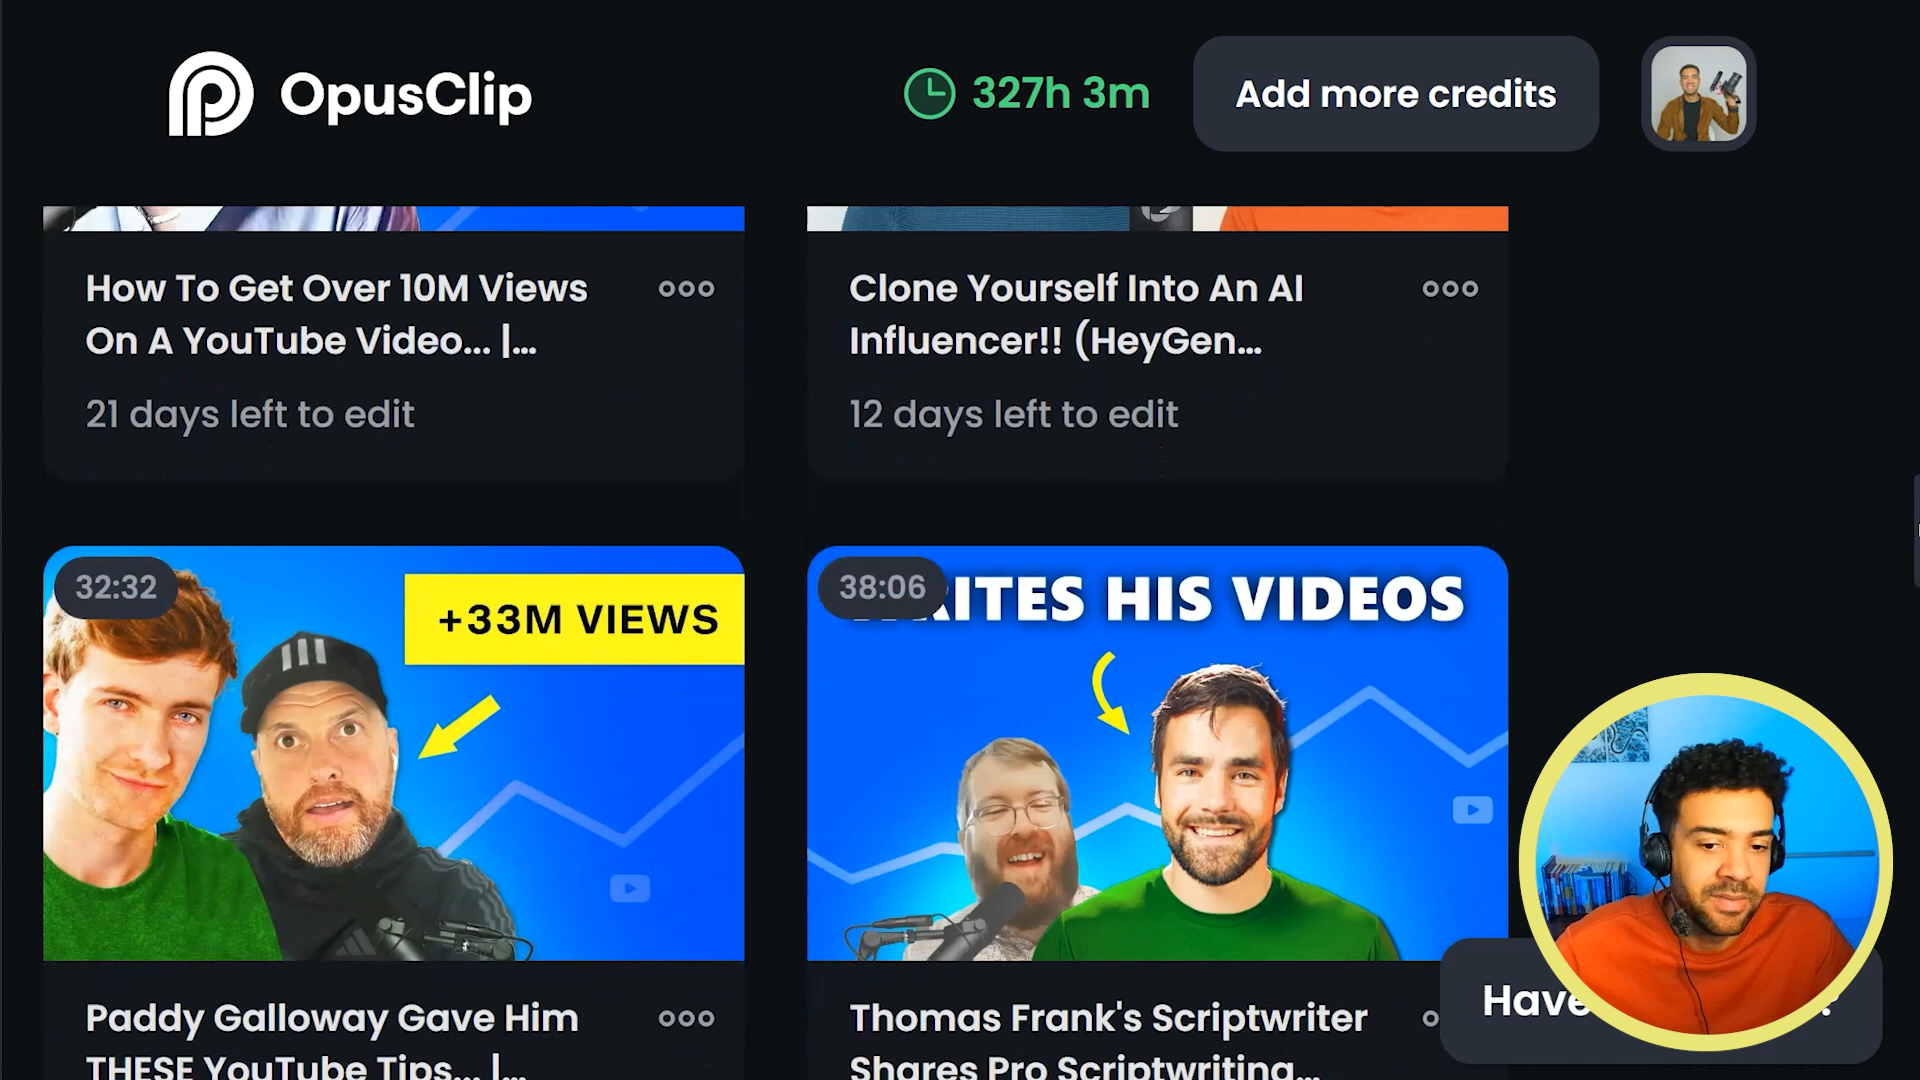 OpusClip
327h 3m
Add more credits
How To Get Over 10M Views
On A YouTube Video... |...
21 days left to edit
Clone Yourself Into An AI
Influencer!! (HeyGen...
12 days left to edit
32:32
+33M VIEWS
38:06
RITES HIS VIDEOS
Paddy Galloway Gave Him
THESE YouTube Tips... |...
Thomas Frank's Scriptwriter
Shares Pro Scriptwriting...
Have